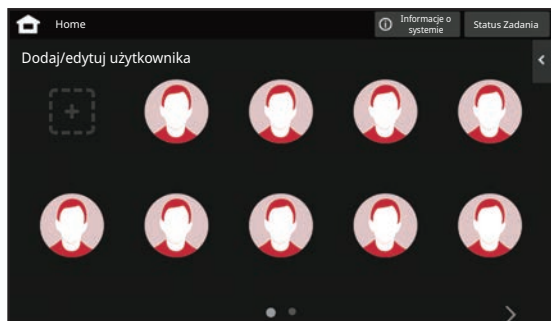 Home
Informacje o
systemie
Status Zadania
Dodaj/edytuj użytkownika